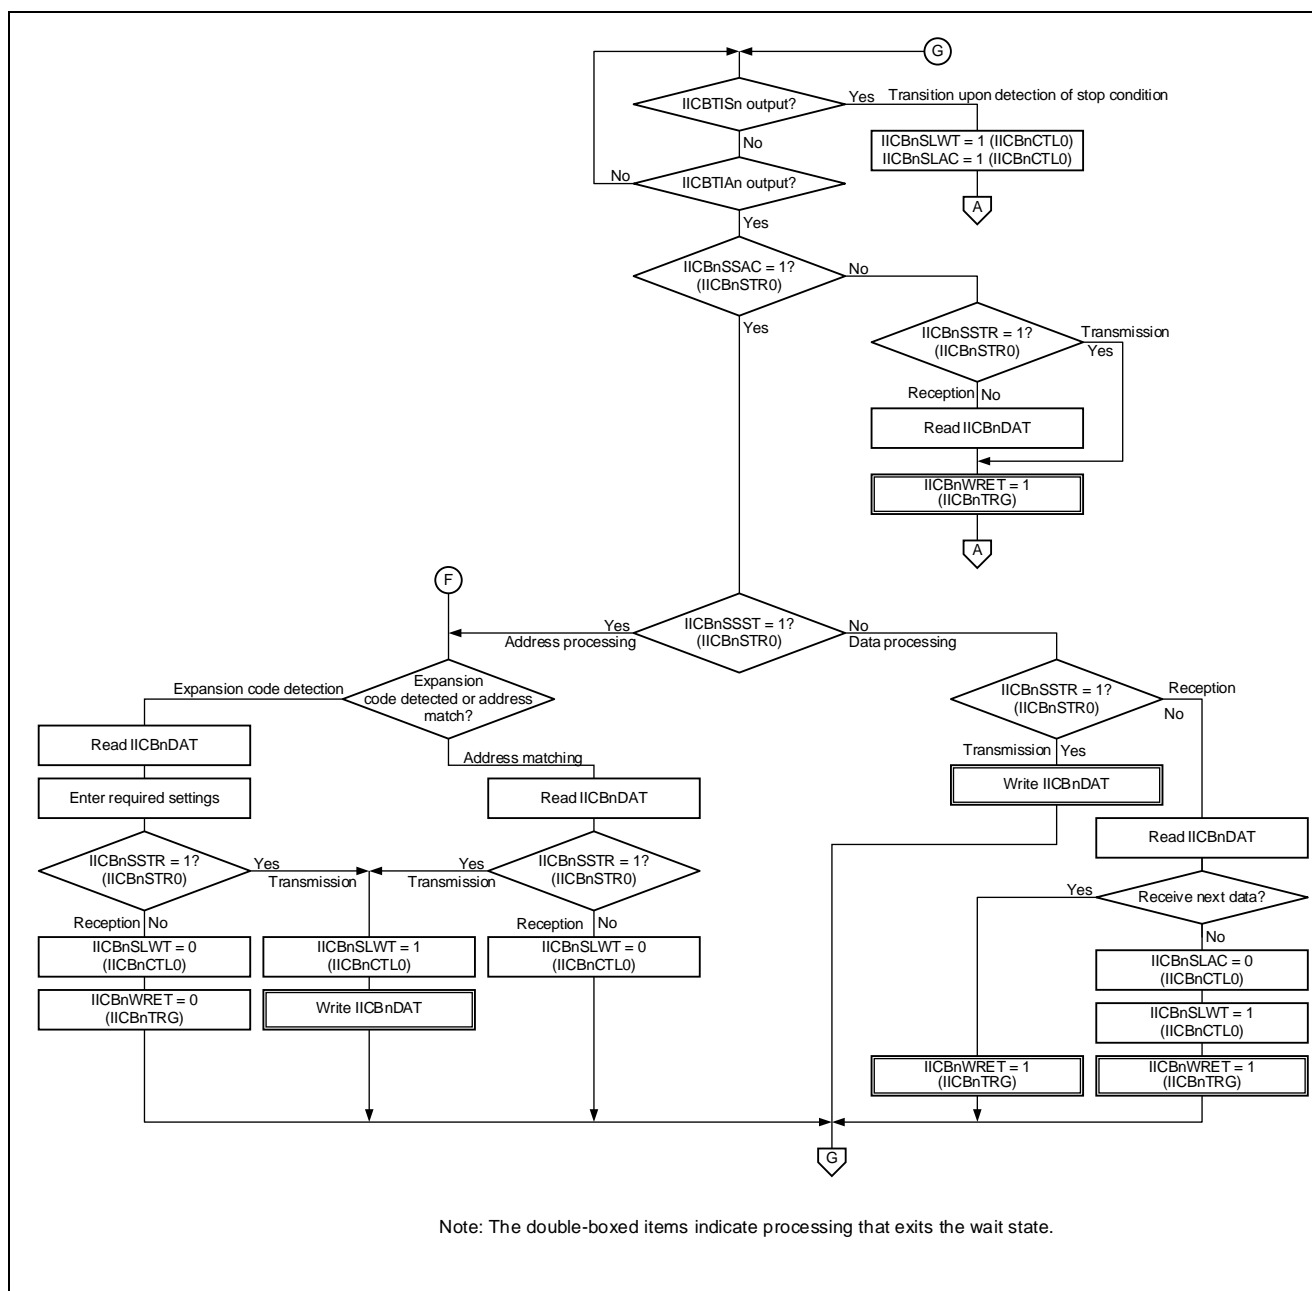 G
IICBTISn output?
Yes
Transition upon detection of stop condition
No
IICBnSLWT = 1 (IICBnCTL0)
IICBnSLAC = 1 (IICBnCTL0)
No
IICBTIAn output?
A
Yes
IICBnSSAC = 1?
(IICBnSTR0)
No
Yes
IICBnSSTR = 1?
(IICBnSTR0)
Transmission
Yes
Reception
No
Read IICBnDAT
IICBnWRET = 1
(IICBnTRG)
A
F
IICBnSSST = 1?
(IICBnSTR0)
Yes
Address processing
No
Data processing
Expansion
code detected or address
match?
Expansion code detection
IICBnSSTR = 1?
(IICBnSTR0)
Reception
No
Read IICBnDAT
Address matching
Transmission
Yes
Enter required settings
Read IICBnDAT
Write IICBnDAT
Read IICBnDAT
IICBnSSTR = 1?
(IICBnSTR0)
Yes
Transmission
Yes
Transmission
IICBnSSTR = 1?
(IICBnSTR0)
Yes
Receive next data?
Reception
No
Reception
No
No
IICBnSLWT = 0
(IICBnCTL0)
IICBnSLWT = 1
(IICBnCTL0)
IICBnSLWT = 0
(IICBnCTL0)
IICBnSLAC = 0
(IICBnCTL0)
IICBnWRET = 0
(IICBnTRG)
Write IICBnDAT
IICBnSLWT = 1
(IICBnCTL0)
IICBnWRET = 1
(IICBnTRG)
IICBnWRET = 1
(IICBnTRG)
G
Note: The double-boxed items indicate processing that exits the wait state.